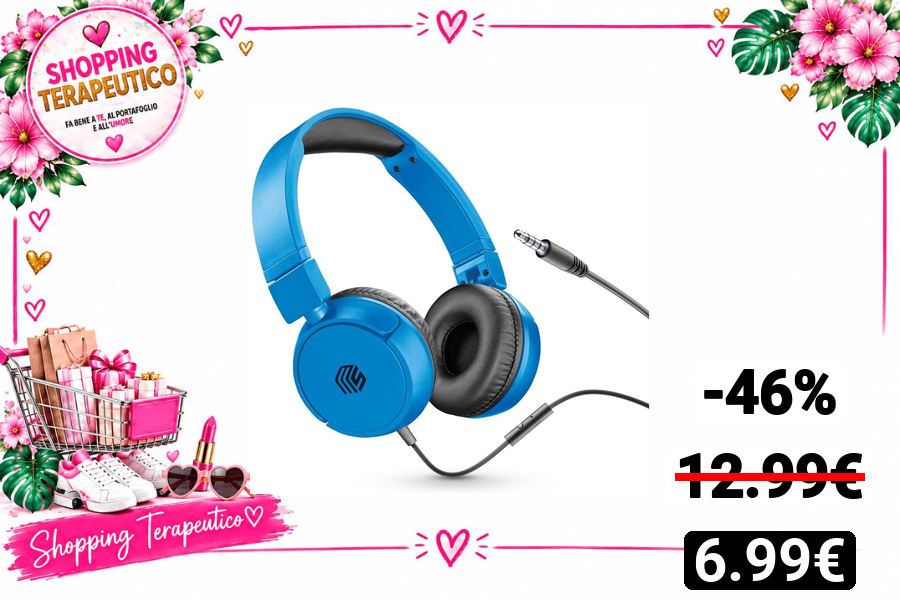 SHOPPING
TERAPEUTICO
FA BENE A TE, AL PORTAFOGLIO
E ALL'UMORE
-46%
12.99€
6.99€
Shopping Terapeutico